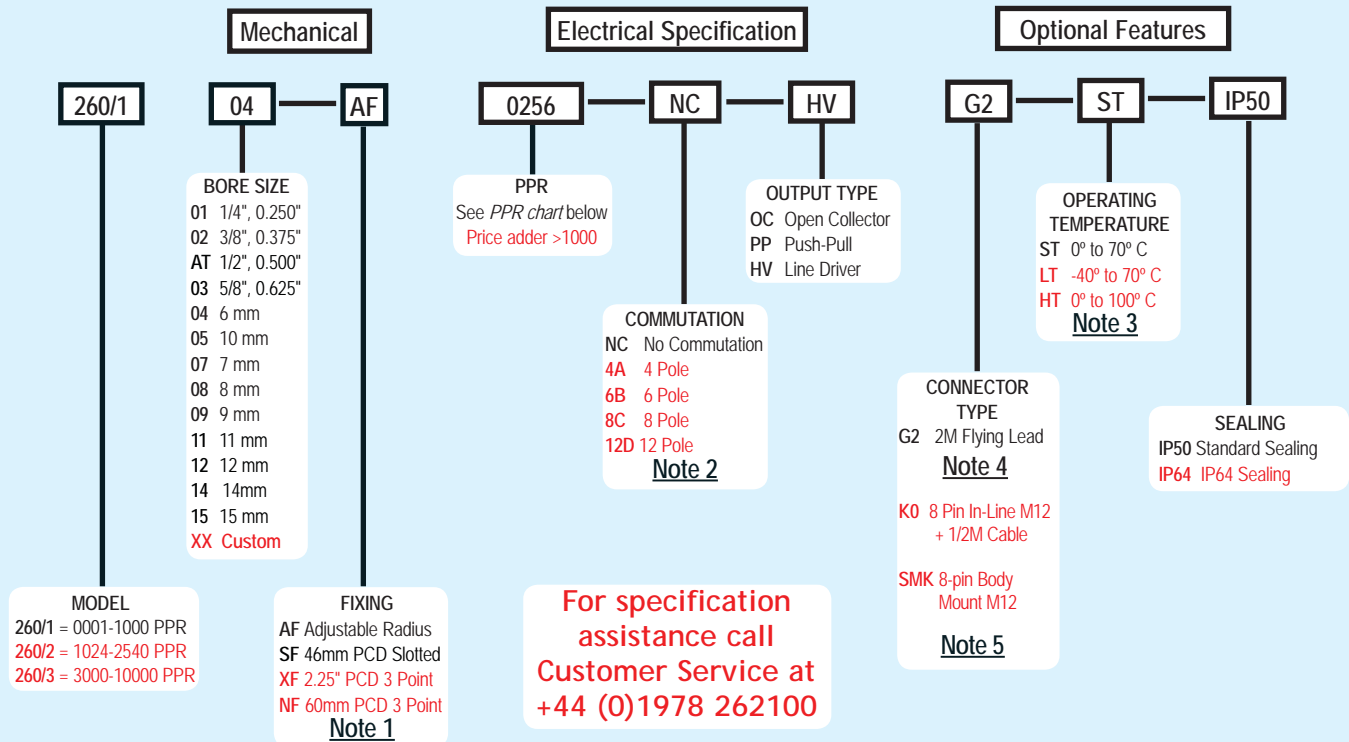 Mechanical
Electrical Specification
Optional Features
260/1
04
AF
0256
NC
HV
G2
ST
IP50
BORE SIZE
01 1/4", 0.250"
02 3/8", 0.375"
AT 1/2", 0.500"
03 5/8", 0.625"
04 6 mm
05 10 mm
07 7 mm
08 8 mm
09 9 mm
11 11 mm
12 12 mm
14 14mm
15 15 mm
XX Custom
PPR
See PPR chart below
Price adder >1000
OUTPUT TYPE
OC Open Collector
PP Push-Pull
HV Line Driver
OPERATING
TEMPERATURE
ST 0º to 70º C
LT -40º to 70º C
HT 0º to 100º C
Note 3
COMMUTATION
NC No Commutation
4A 4 Pole
6B 6 Pole
8C 8 Pole
12D 12 Pole
Note 2
CONNECTOR
TYPE
G2 2M Flying Lead
Note 4
K0 8 Pin In-Line M12
+ 1/2M Cable
SMK 8-pin Body
Mount M12
Note 5
SEALING
IP50 Standard Sealing
IP64 IP64 Sealing
MODEL
260/1 = 0001-1000 PPR
260/2 = 1024-2540 PPR
260/3 = 3000-10000 PPR
FIXING
AF Adjustable Radius
SF 46mm PCD Slotted
XF 2.25" PCD 3 Point
NF 60mm PCD 3 Point
Note 1
For specification
assistance call
Customer Service at
+44 (0)1978 262100